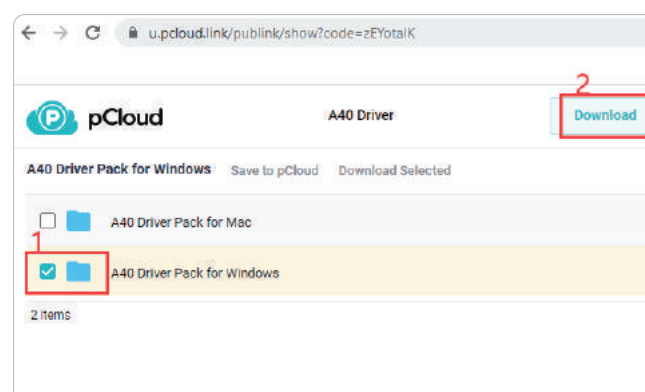 u.pcloud.link/publink/show?code=zEYotalK
2
pCloud
A40 Driver
Download
A40 Driver Pack for Windows Save to pCloud Download Selected
A40 Driver Pack for Mac
1
A40 Driver Pack for Windows
2 items